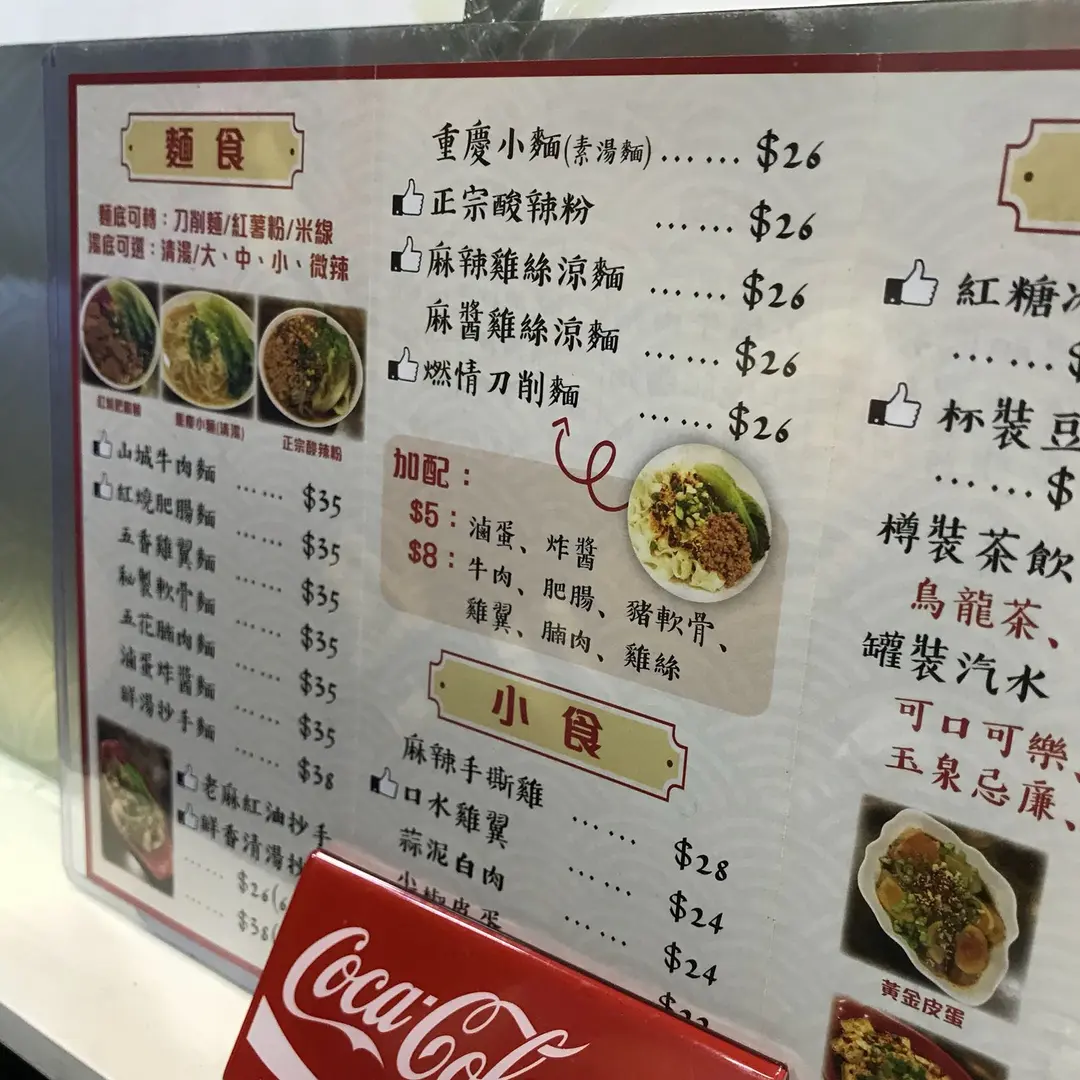 麵食
麵底可轉：刀削麵/紅薯粉/米線
湯底可選：清湯/大、中、小、微辣
紅燒肥腸麵
重慶小麵(清湯)
正宗酸辣粉
山城牛肉麵 …… $35
紅燒肥腸麵 …… $35
五香雞翼麵 …… $35
秘製軟骨麵 …… $35
五花腩肉麵 …… $35
滷蛋炸醬麵 …… $35
鮮湯抄手麵 …… $38
老麻紅油抄手
鮮香清湯抄
…… $26(6
…… $38(
重慶小麵(素湯麵) …… $26
正宗酸辣粉 …… $26
麻辣雞絲涼麵 …… $26
麻醬雞絲涼麵 …… $26
燃情刀削麵 …… $26
加配：
$5：滷蛋、炸醬
$8：牛肉、肥腸、豬軟骨、
雞翼、腩肉、雞絲
小食
麻辣手撕雞 …… $28
口水雞翼 …… $24
蒜泥白肉 …… $24
皮蛋
紅糖冰
…… $
杯裝豆
…… $
樽裝茶飲
烏龍茶、
罐裝汽水
可口可樂、
玉泉忌廉、
黃金皮蛋
Coca-Col